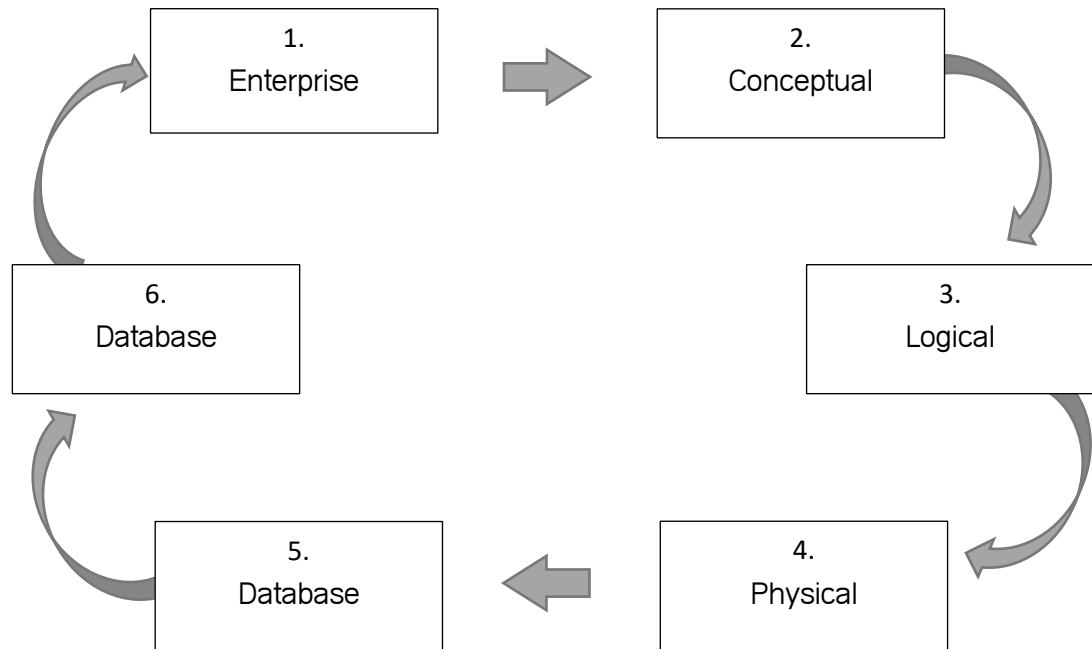 1.
Enterprise
2.
Conceptual
3.
Logical
4.
Physical
5.
Database
6.
Database